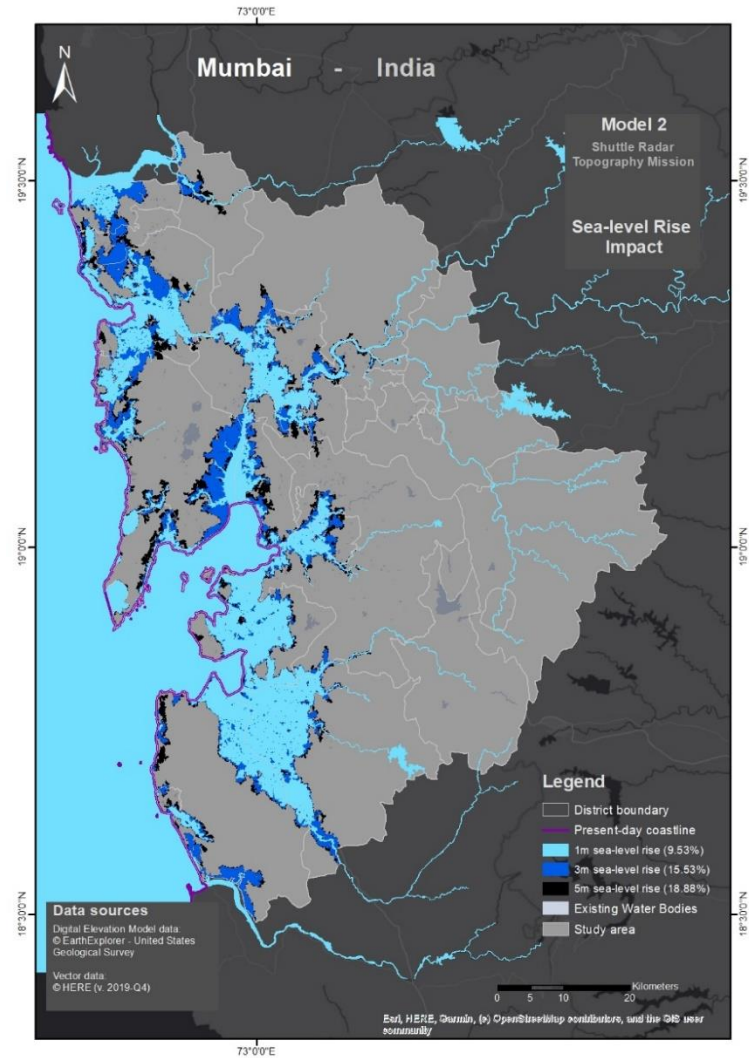 73°0'0"E
N
Mumbai - India
Model 2
Shuttle Radar
Topography Mission
Sea-level Rise
Impact
19°30'0"N
19°30'0"N
19°0'0"N
19°0'0"N
18°30'0"N
18°30'0"N
Legend
District boundary
Present-day coastline
1m sea-level rise (9.53%)
3m sea-level rise (15.53%)
5m sea-level rise (18.88%)
Existing Water Bodies
Study area
Data sources
Digital Elevation Model data:
© EarthExplorer - United States
Geological Survey
Vector data:
© HERE (v. 2019-Q4)
Kilometers
0 5 10 20
Esri, HERE, Garmin, (c) OpenStreetMap contributors, and the GIS user
community
73°0'0"E